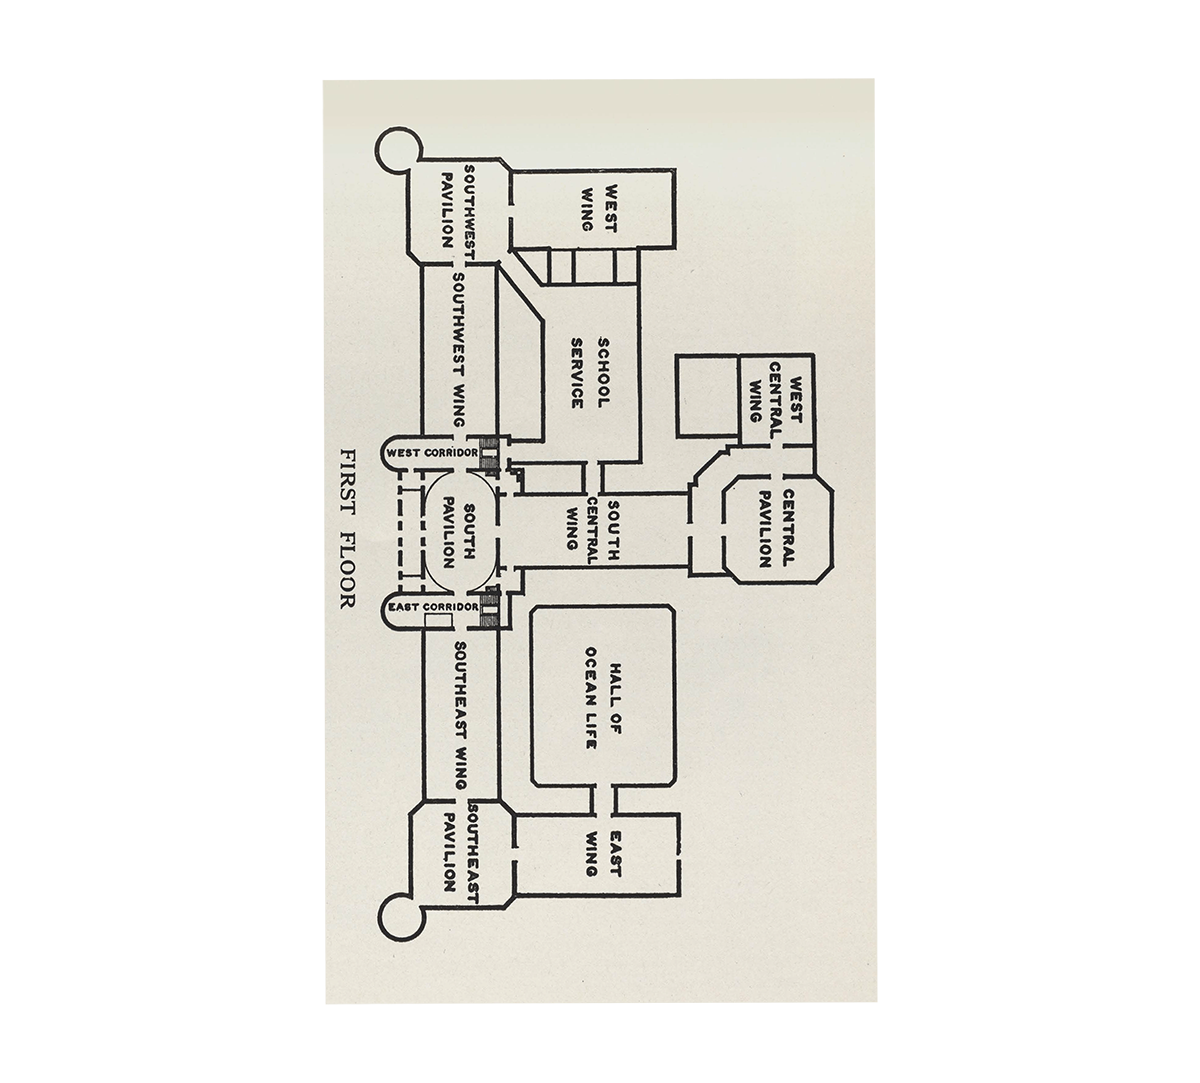 WEST
CENTRAL
WING
CENTRAL
PAVILION
WEST
WING
SCHOOL
SERVICE
SOUTH
CENTRAL
WING
HALL OF
OCEAN LIFE
EAST
WING
SOUTHWEST
PAVILION
SOUTHWEST WING
WEST CORRIDOR
SOUTH
PAVILION
EAST CORRIDOR
SOUTHEAST WING
SOUTHEAST
PAVILION
FIRST FLOOR